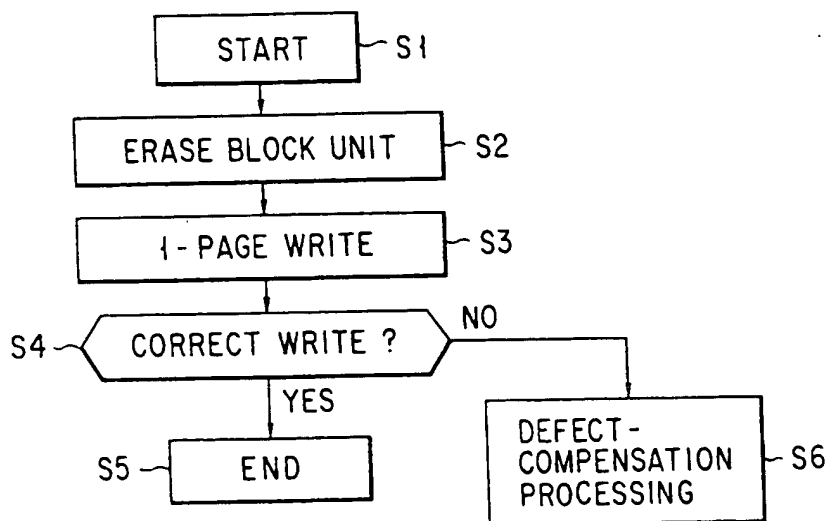 START S1
ERASE BLOCK UNIT S2
1-PAGE WRITE S3
S4 CORRECT WRITE ? NO
YES
S5 END
DEFECT-
COMPENSATION
PROCESSING
S6